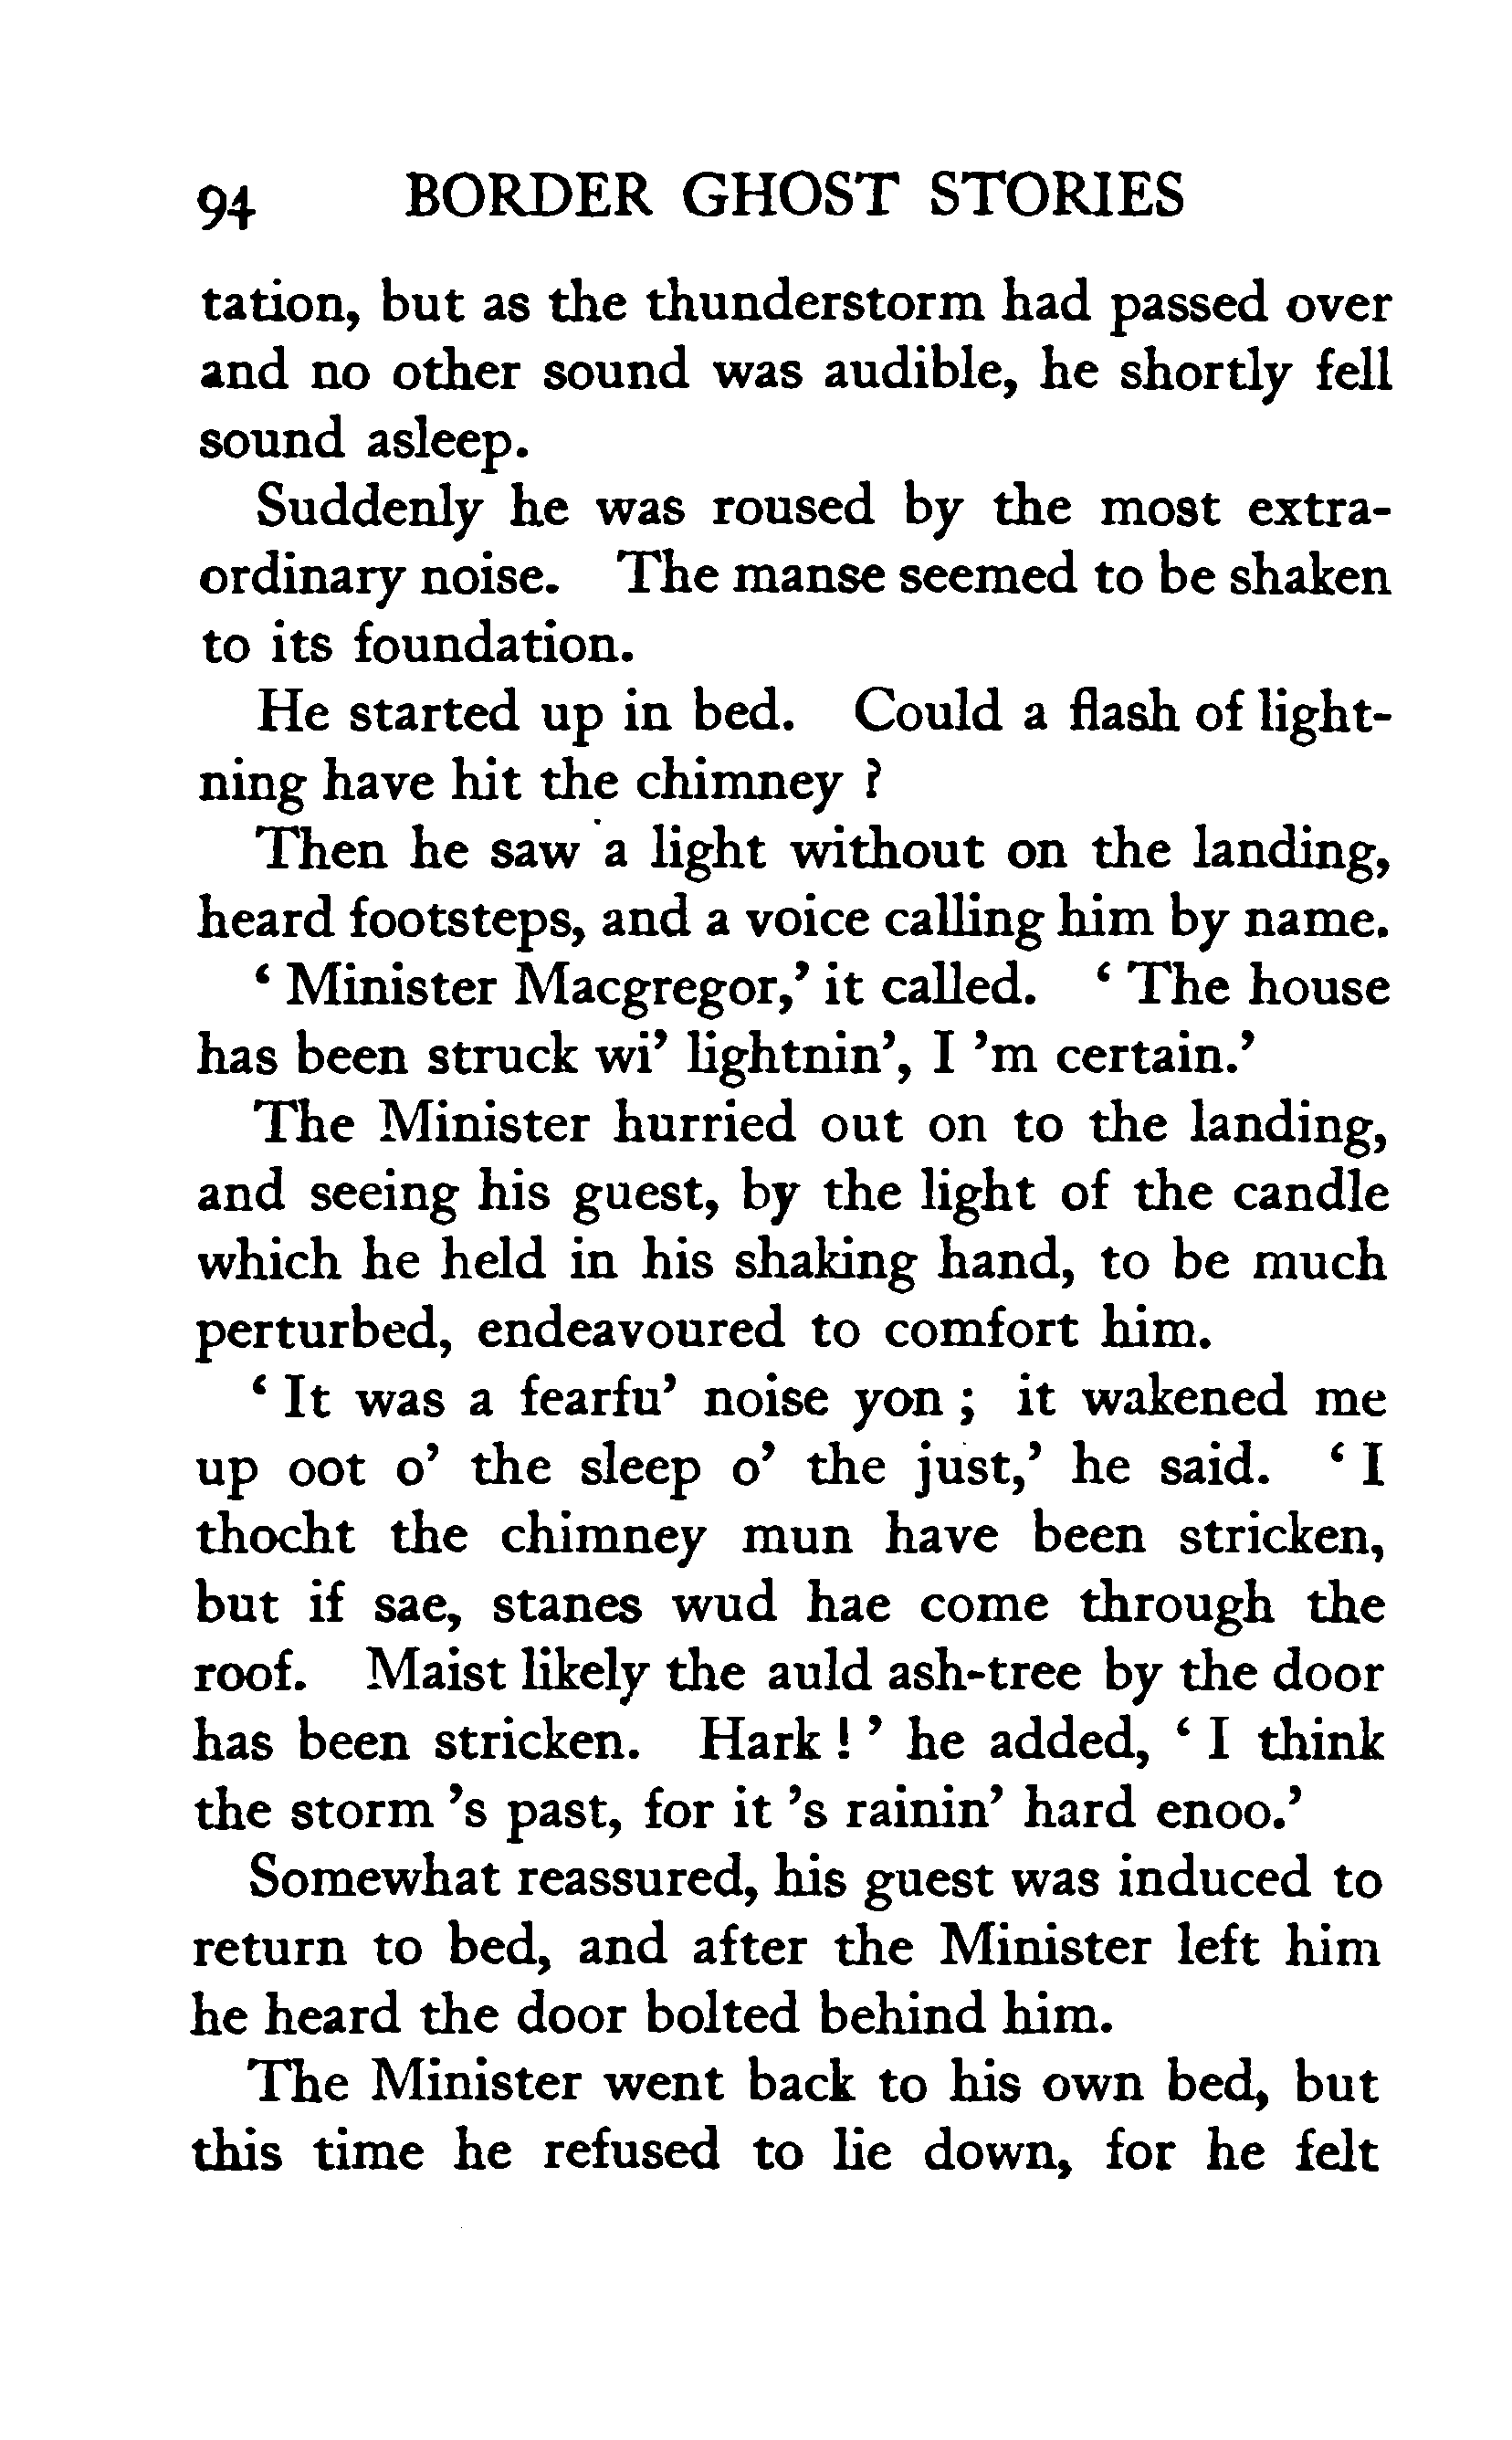 94 BORDER GHOST STORIES
tation, but as the thunderstorm had passed over
and no other sound was audible, he shortly fell
sound asleep.
Suddenly he was roused by the most extra-
ordinary noise. The manse seemed to be shaken
to its foundation.
He started up in bed. Could a flash of light-
ning have hit the chimney ?
Then he saw a light without on the landing,
heard footsteps, and a voice calling him by name.
‘ Minister Macgregor,’ it called. ‘ The house
has been struck wi’ lightnin’, I ’m certain.’
The Minister hurried out on to the landing,
and seeing his guest, by the light of the candle
which he held in his shaking hand, to be much
perturbed, endeavoured to comfort him.
‘ It was a fearfu’ noise yon ; it wakened me
up oot o’ the sleep o’ the just,’ he said. ‘ I
thocht the chimney mun have been stricken,
but if sae, stanes wud hae come through the
roof. Maist likely the auld ash-tree by the door
has been stricken. Hark ! ’ he added, ‘ I think
the storm ’s past, for it ’s rainin’ hard enoo.’
Somewhat reassured, his guest was induced to
return to bed, and after the Minister left him
he heard the door bolted behind him.
The Minister went back to his own bed, but
this time he refused to lie down, for he felt